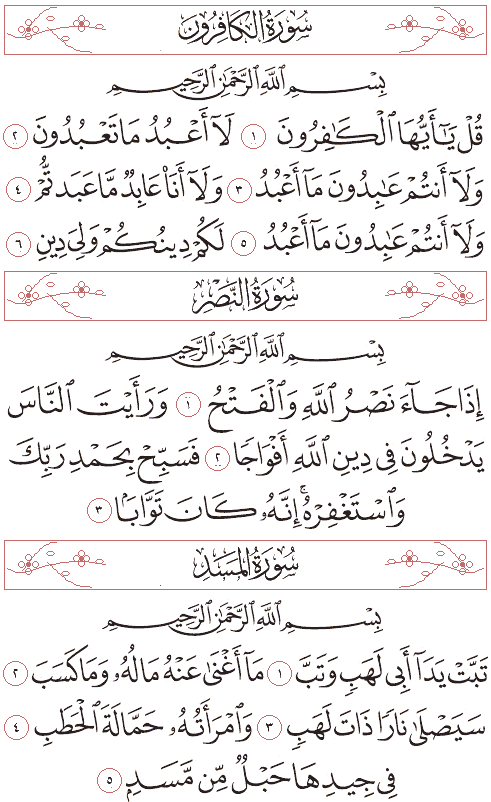 سُورَةُ الكَافِرُونَ
بِسْمِ ٱللَّهِ ٱلرَّحْمَٰنِ ٱلرَّحِيمِ
قُلْ يَٰٓأَيُّهَا ٱلْكَٰفِرُونَ ١ لَآ أَعْبُدُ مَا تَعْبُدُونَ ٢
وَلَآ أَنتُمْ عَٰبِدُونَ مَآ أَعْبُدُ ٣ وَلَآ أَنَا۠ عَابِدٌ مَّا عَبَدتُّمْ ٤
وَلَآ أَنتُمْ عَٰبِدُونَ مَآ أَعْبُدُ ٥ لَكُمْ دِينُكُمْ وَلِيَ دِينِ ٦
سُورَةُ النَّصْرِ
بِسْمِ ٱللَّهِ ٱلرَّحْمَٰنِ ٱلرَّحِيمِ
إِذَا جَآءَ نَصْرُ ٱللَّهِ وَٱلْفَتْحُ ١ وَرَأَيْتَ ٱلنَّاسَ
يَدْخُلُونَ فِى دِينِ ٱللَّهِ أَفْوَاجًا ٢ فَسَبِّحْ بِحَمْدِ رَبِّكَ
وَٱسْتَغْفِرْهُ ۚ إِنَّهُۥ كَانَ تَوَّابًۢا ٣
سُورَةُ المَسَدِ
بِسْمِ ٱللَّهِ ٱلرَّحْمَٰنِ ٱلرَّحِيمِ
تَبَّتْ يَدَآ أَبِى لَهَبٍ وَتَبَّ ١ مَآ أَغْنَىٰ عَنْهُ مَالُهُۥ وَمَا كَسَبَ ٢
سَيَصْلَىٰ نَارًا ذَاتَ لَهَبٍ ٣ وَٱمْرَأَتُهُۥ حَمَّالَةَ ٱلْحَطَبِ ٤
فِى جِيدِهَا حَبْلٌ مِّن مَّسَدٍۭ ٥